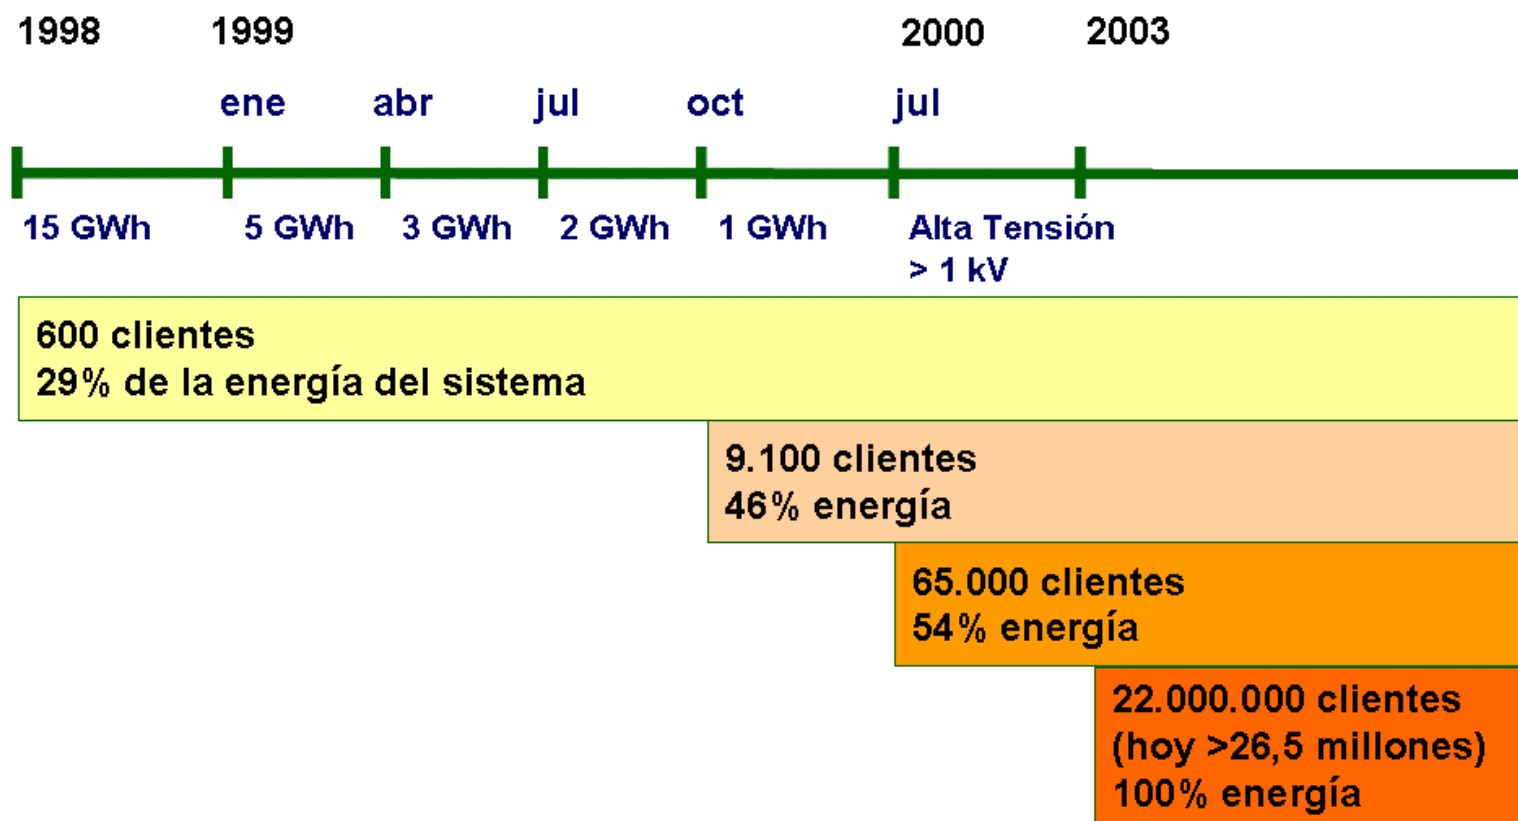 1998 1999 2000 2003
ene abr jul oct jul
15 GWh 5 GWh 3 GWh 2 GWh 1 GWh Alta Tensión
> 1 kV
600 clientes
29% de la energía del sistema
9.100 clientes
46% energía
65.000 clientes
54% energía
22.000.000 clientes
(hoy >26,5 millones)
100% energía